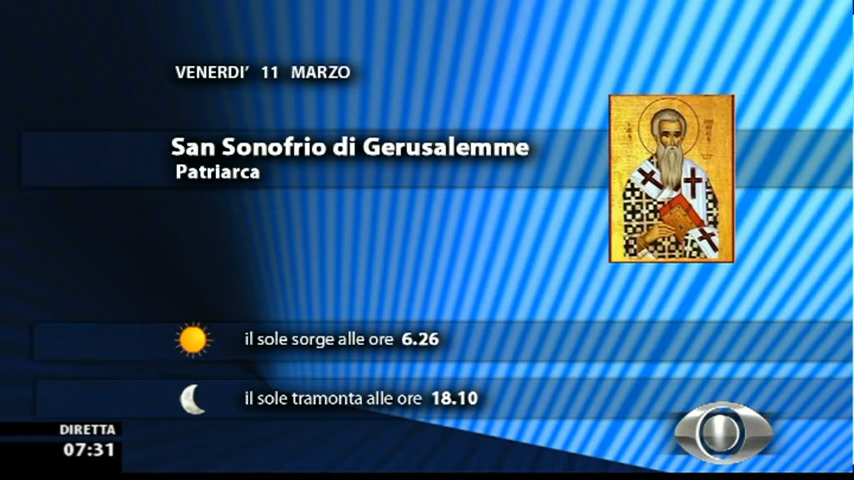 VENERDI' 11 MARZO
San Sonofrio di Gerusalemme
Patriarca
il sole sorge alle ore 6.26
il sole tramonta alle ore 18.10
DIRETTA
07:31